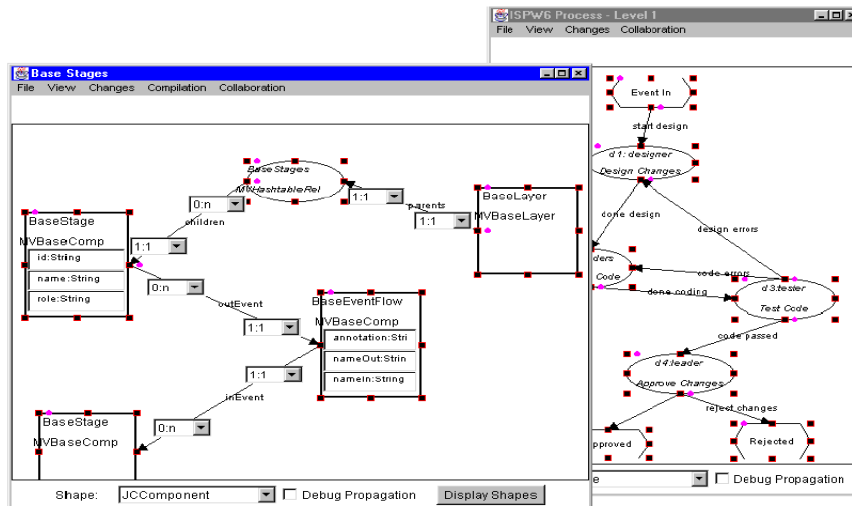 ISPW6 Process - Level 1
File View Changes Collaboration
Event In
start design
d1: designer
Design Changes
done design
design errors
ders
Code
code errors
done coding
d3:tester
Test Code
code passed
d4:leader
Approve Changes
reject changes
pproved
Rejected
e
Debug Propagation
Base Stages
File View Changes Compilation Collaboration
BaseStages
MVHashtableRel
0:n
children
1:1
1:1
parents
1:1
BaseLayer
MVBaseLayer
BaseStage
MVBaseComp
id:String
name:String
role:String
0:n
outEvent
1:1
BaseEventFlow
MVBaseComp
annotation:Stri
nameOut:Strin
nameIn:String
1:1
inEvent
0:n
BaseStage
MVBaseComp
Shape: JCComponent Debug Propagation Display Shapes